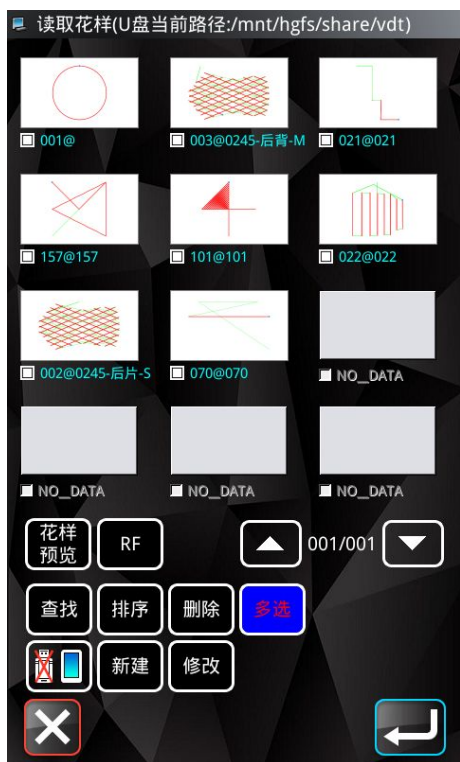 读取花样(U盘当前路径:/mnt/hgfs/share/vdt)
001@
003@0245-后背-M
021@021
157@157
101@101
022@022
002@0245-后片-S
070@070
NO_DATA
NO_DATA
NO_DATA
NO_DATA
花样
预览
RF
001/001
查找
排序
删除
多选
新建
修改